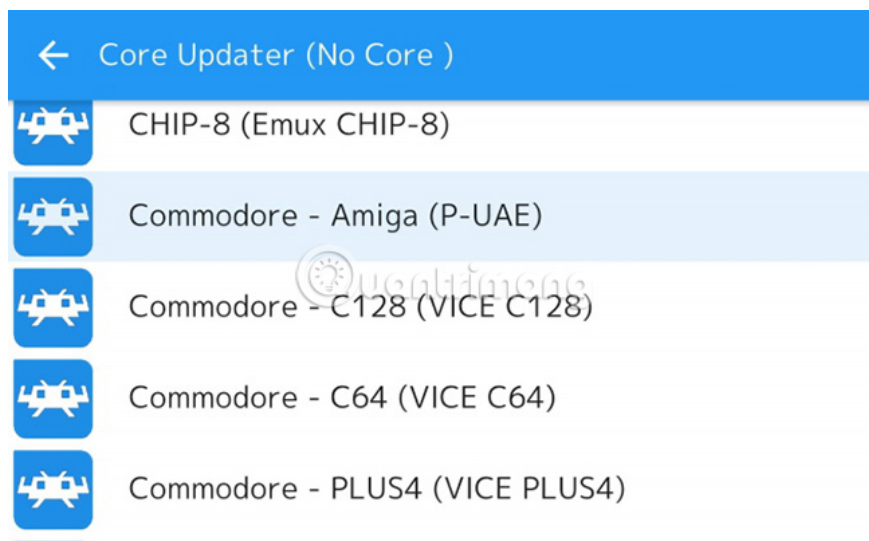 Core Updater (No Core )
CHIP-8 (Emux CHIP-8)
Commodore - Amiga (P-UAE)
Quantrimang
Commodore - C128 (VICE C128)
Commodore - C64 (VICE C64)
Commodore - PLUS4 (VICE PLUS4)